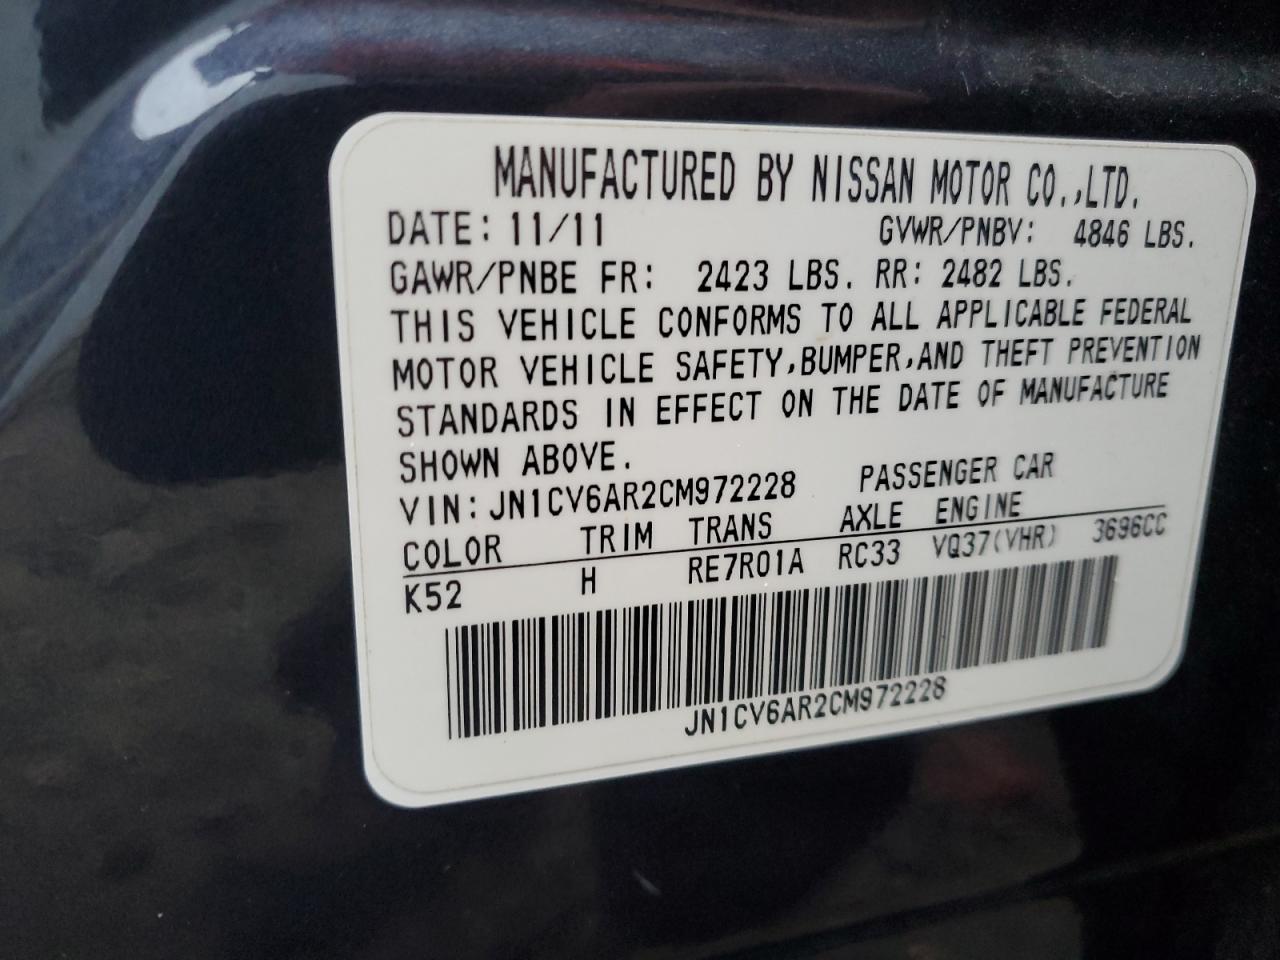 MANUFACTURED BY NISSAN MOTOR CO.,LTD.
DATE: 11/11 GVWR/PNBV: 4846 LBS.
GAWR/PNBE FR: 2423 LBS. RR: 2482 LBS.
THIS VEHICLE CONFORMS TO ALL APPLICABLE FEDERAL
MOTOR VEHICLE SAFETY,BUMPER,AND THEFT PREVENTION
STANDARDS IN EFFECT ON THE DATE OF MANUFACTURE
SHOWN ABOVE.
VIN: JN1CV6AR2CM972228 PASSENGER CAR
COLOR TRIM TRANS AXLE ENGINE
K52 H RE7R01A RC33 VQ37(VHR) 3696CC
JN1CV6AR2CM972228